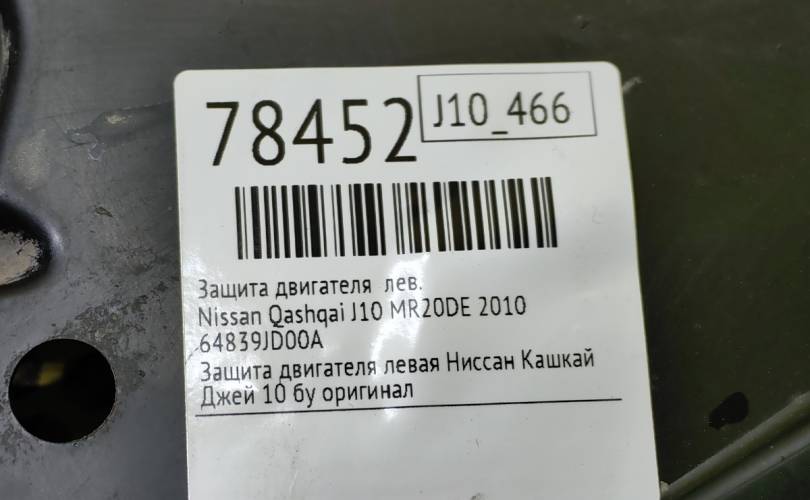 78452 J10_466
Защита двигателя лев.
Nissan Qashqai J10 MR20DE 2010
64839JD00A
Защита двигателя левая Ниссан Кашкай
Джей 10 бу оригинал